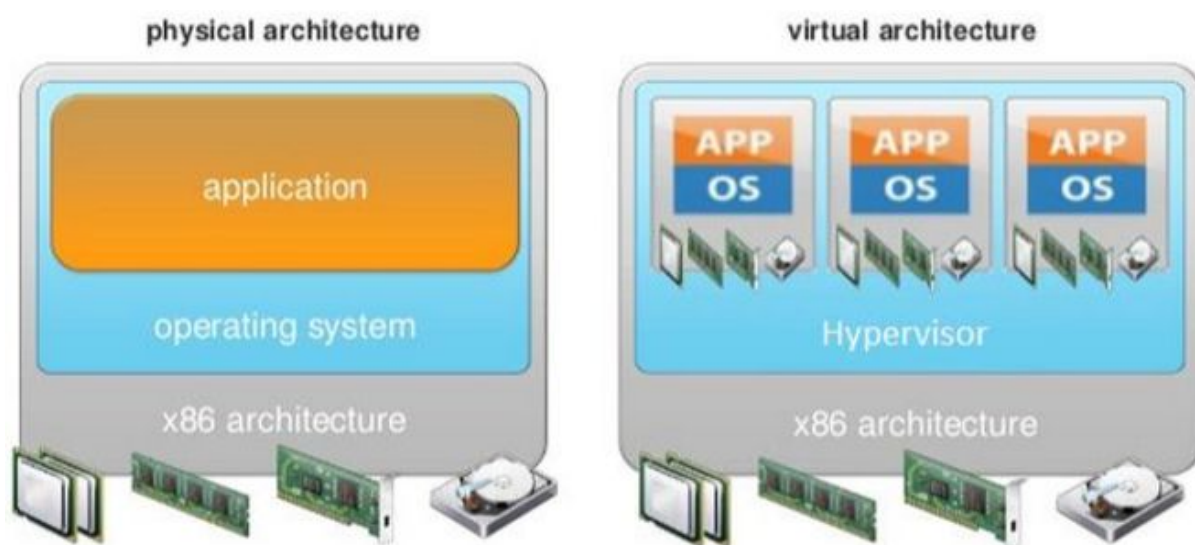 physical architecture
application
operating system
x86 architecture
virtual architecture
APP
OS
APP
OS
APP
OS
Hypervisor
x86 architecture